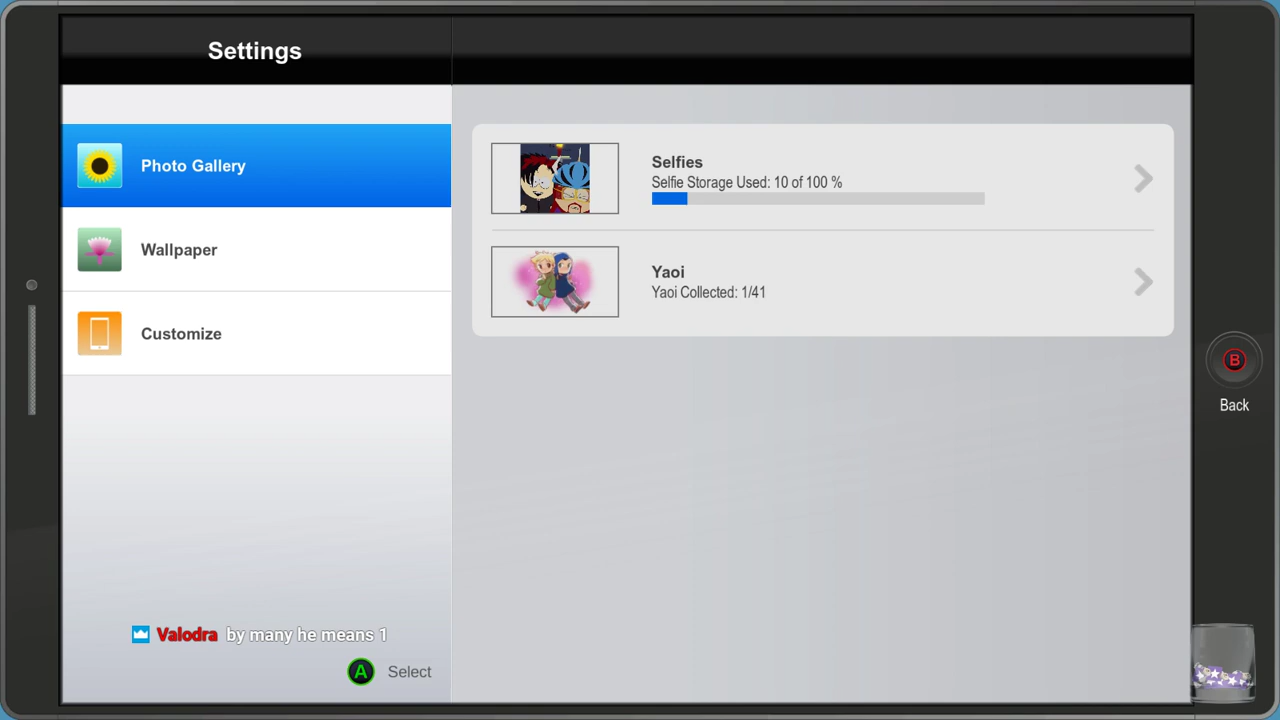 Settings
Photo Gallery
Wallpaper
Customize
Selfies
Selfie Storage Used: 10 of 100 %
Yaoi
Yaoi Collected: 1/41
B
Back
Valodra by many he means 1
A Select